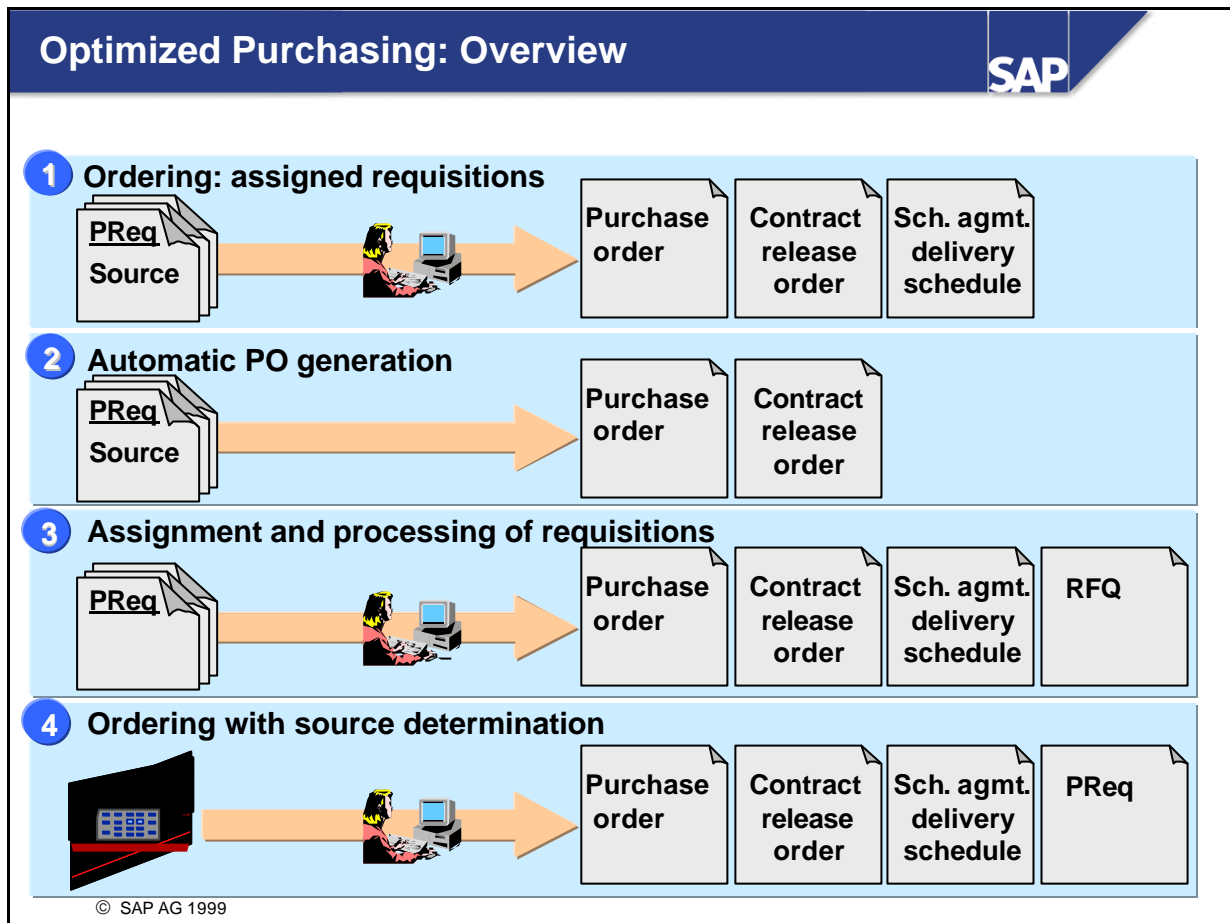 Optimized Purchasing: Overview
SAP
1 Ordering: assigned requisitions
PReq
Source
Purchase
order
Contract
release
order
Sch. agmt.
delivery
schedule
2 Automatic PO generation
PReq
Source
Purchase
order
Contract
release
order
3 Assignment and processing of requisitions
PReq
Purchase
order
Contract
release
order
Sch. agmt.
delivery
schedule
RFQ
4 Ordering with source determination
Purchase
order
Contract
release
order
Sch. agmt.
delivery
schedule
PReq
© SAP AG 1999